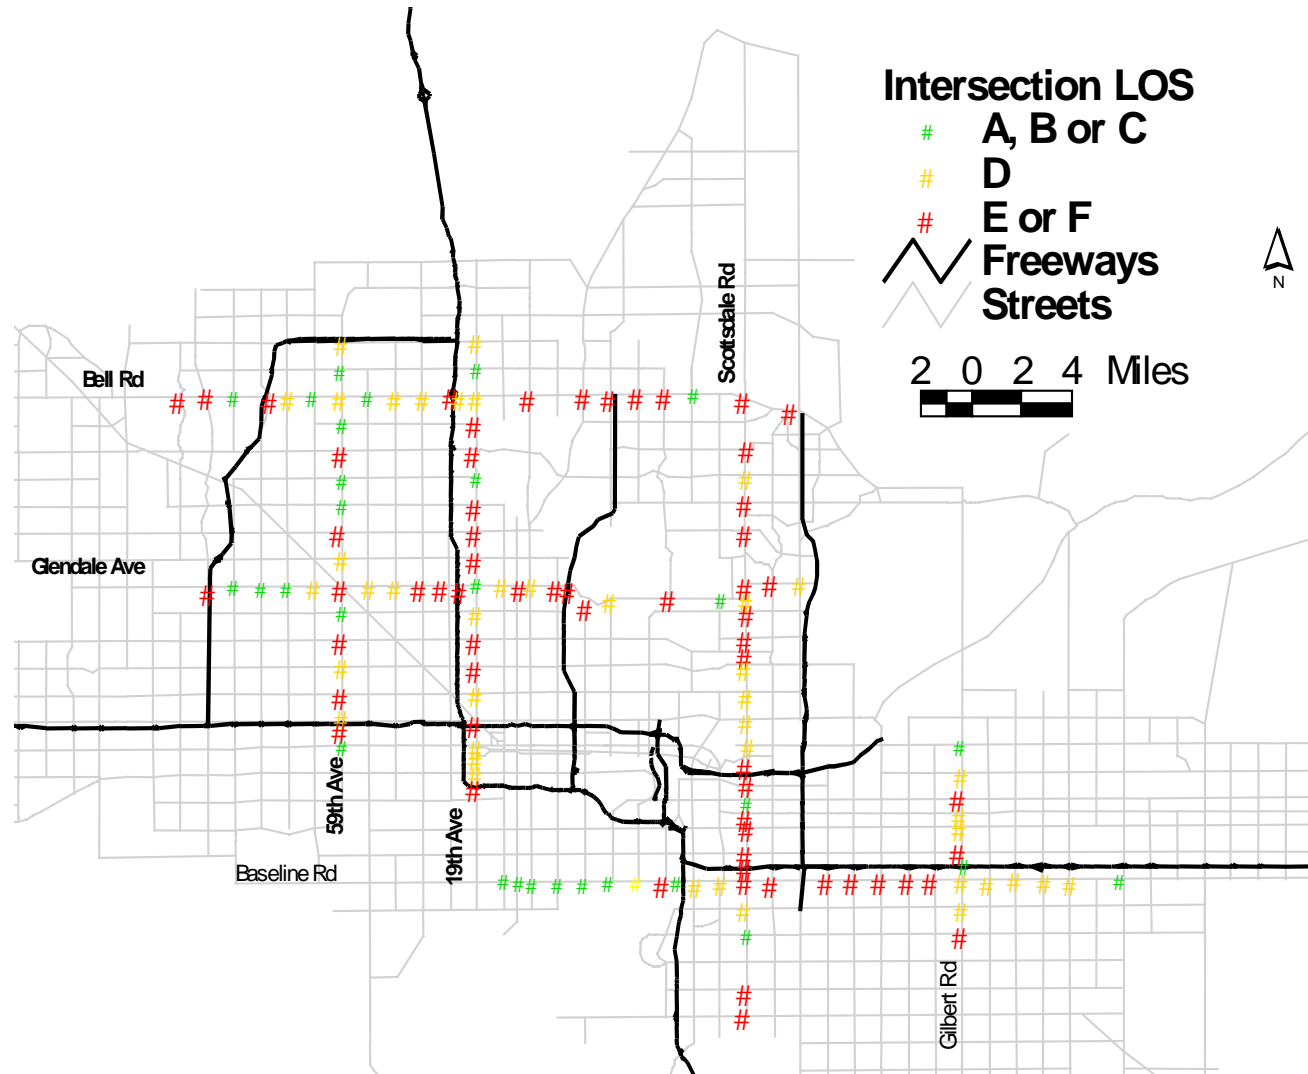 Intersection LOS
# A, B or C
# D
# E or F
Freeways
Streets
N
2 0 2 4 Miles
Scottsdale Rd
Bell Rd
Glendale Ave
59th Ave
19th Ave
Baseline Rd
Gilbert Rd